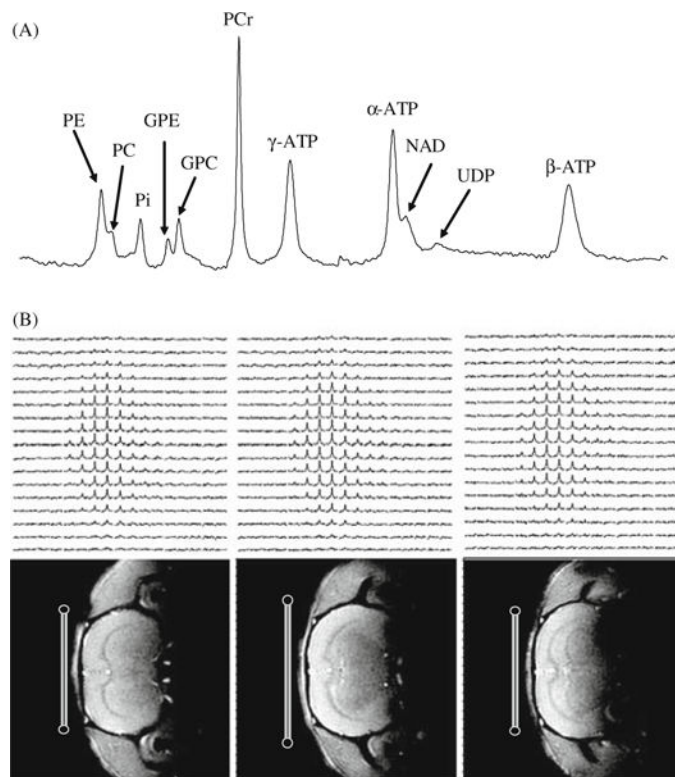 (A)
PCr
α-ATP
PE
GPE
γ-ATP
NAD
PC
GPC
UDP
β-ATP
Pi
(B)